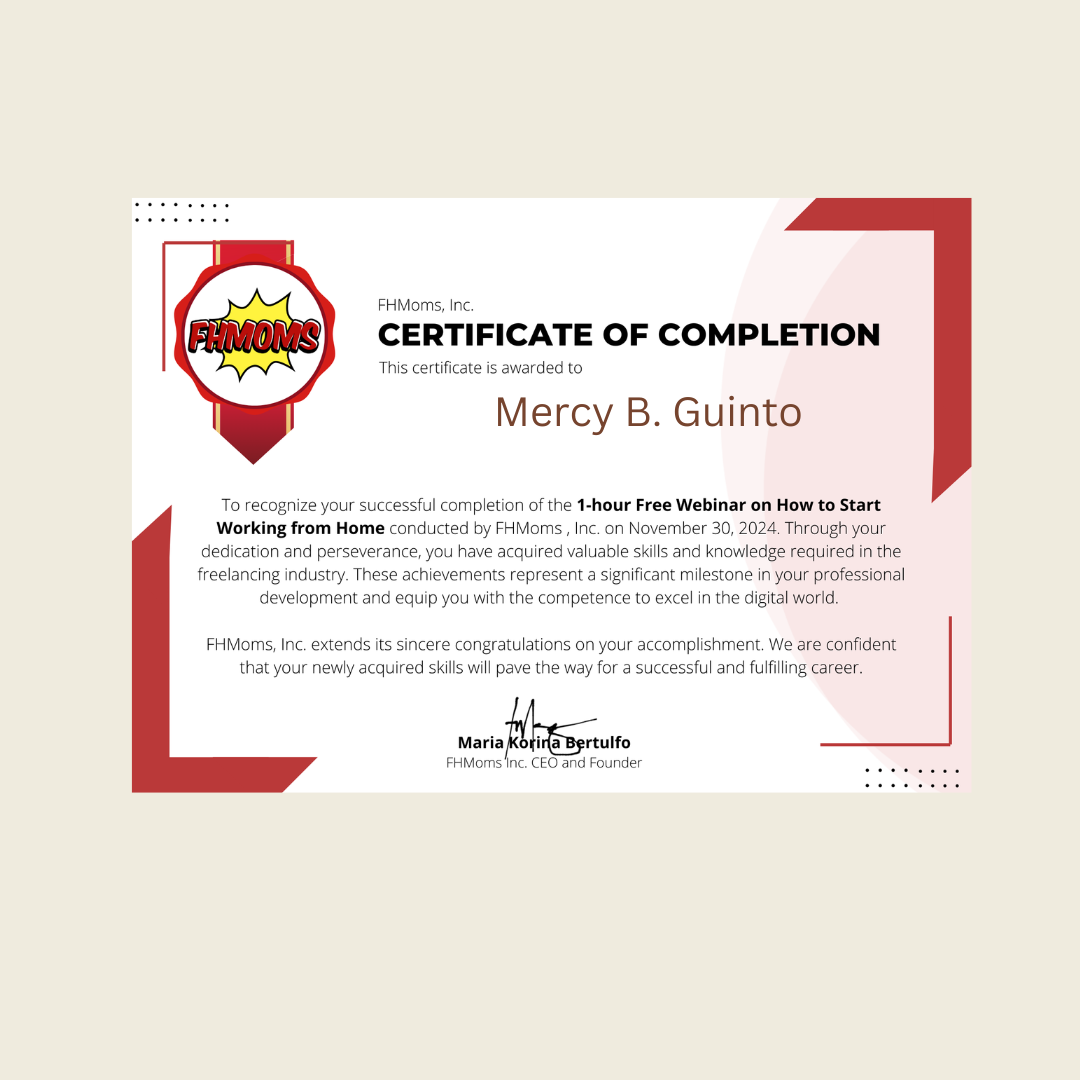 FHMOMS
FHMoms, Inc.
CERTIFICATE OF COMPLETION
This certificate is awarded to
Mercy B. Guinto
To recognize your successful completion of the 1-hour Free Webinar on How to Start
Working from Home conducted by FHMoms , Inc. on November 30, 2024. Through your
dedication and perseverance, you have acquired valuable skills and knowledge required in the
freelancing industry. These achievements represent a significant milestone in your professional
development and equip you with the competence to excel in the digital world.
FHMoms, Inc. extends its sincere congratulations on your accomplishment. We are confident
that your newly acquired skills will pave the way for a successful and fulfilling career.
Maria Korina Bertulfo
FHMoms Inc. CEO and Founder